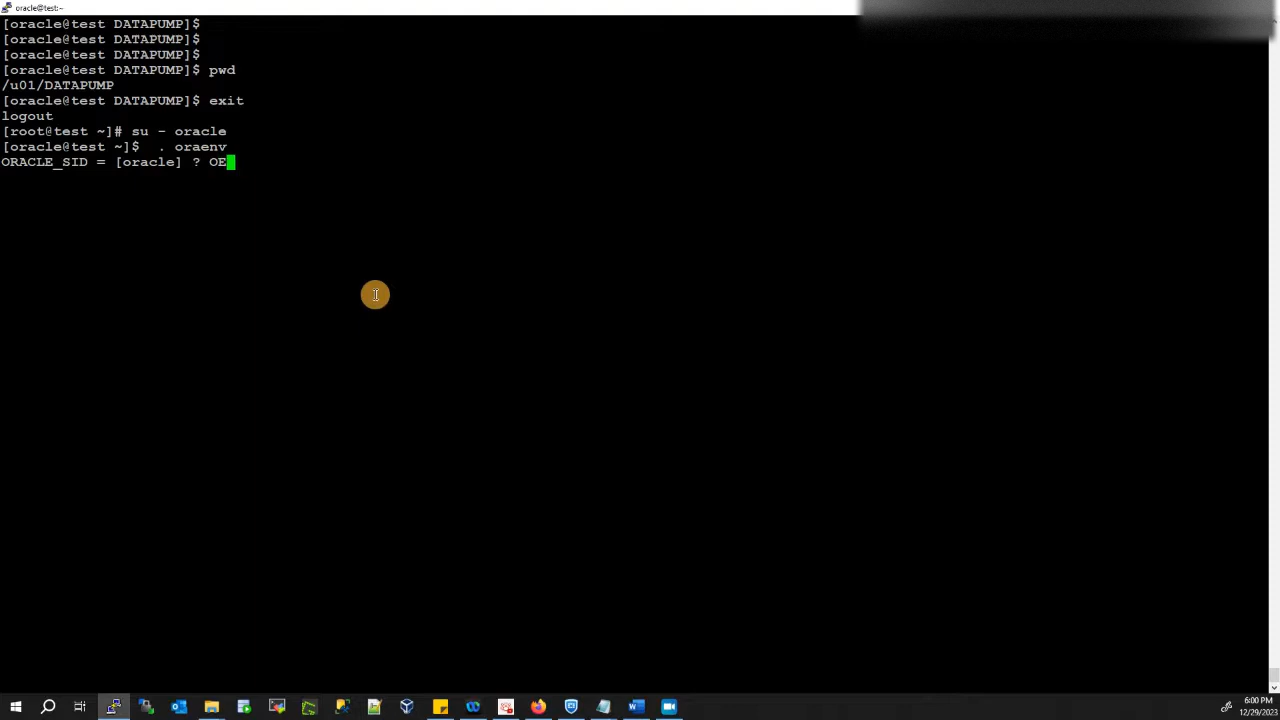 oracle@test:~
[oracle@test DATAPUMP]$
[oracle@test DATAPUMP]$
[oracle@test DATAPUMP]$
[oracle@test DATAPUMP]$ pwd
/u01/DATAPUMP
[oracle@test DATAPUMP]$ exit
logout
[root@test ~]# su - oracle
[oracle@test ~]$  . oraenv
ORACLE_SID = [oracle] ? OE
6:00 PM
12/29/2023